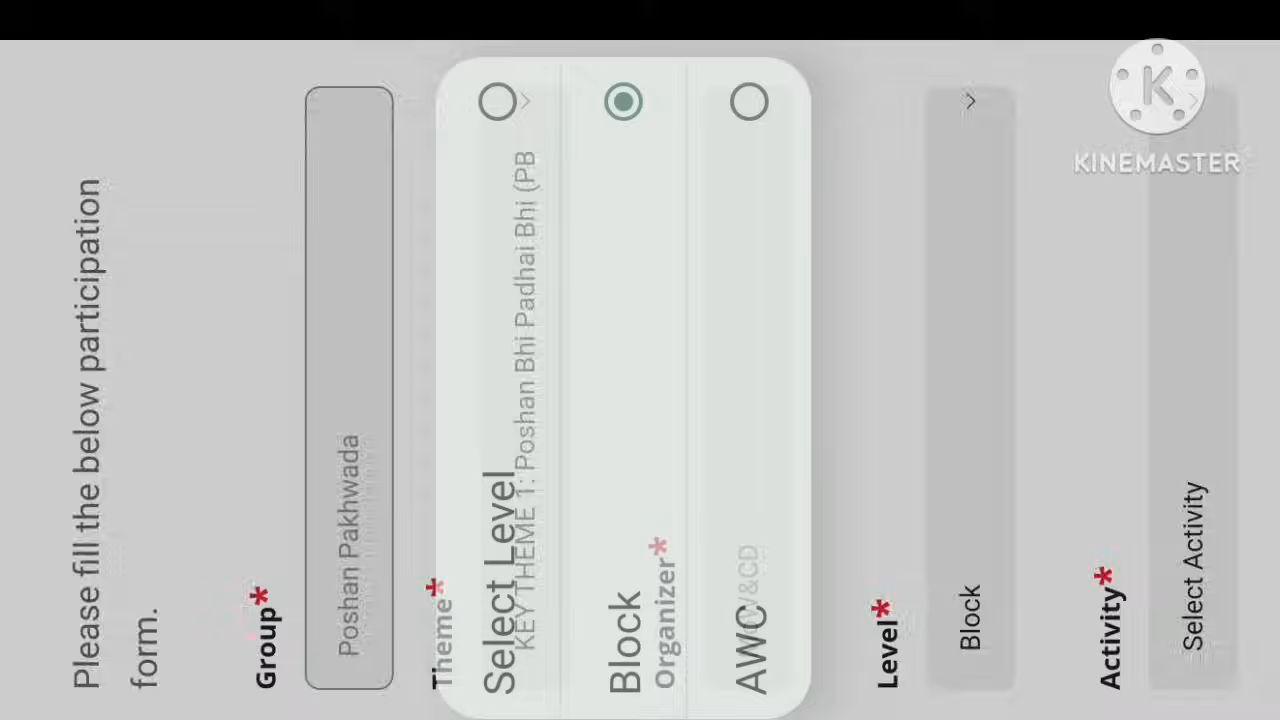 Please fill the below participation
form.
Group*
Poshan Pakhwada
Theme*
KEY THEME 1: Poshan Bhi Padhai Bhi (PB
Select Level
Block
Organizer*
AWC
W&CD
Level*
Block
Activity*
Select Activity
KINEMASTER